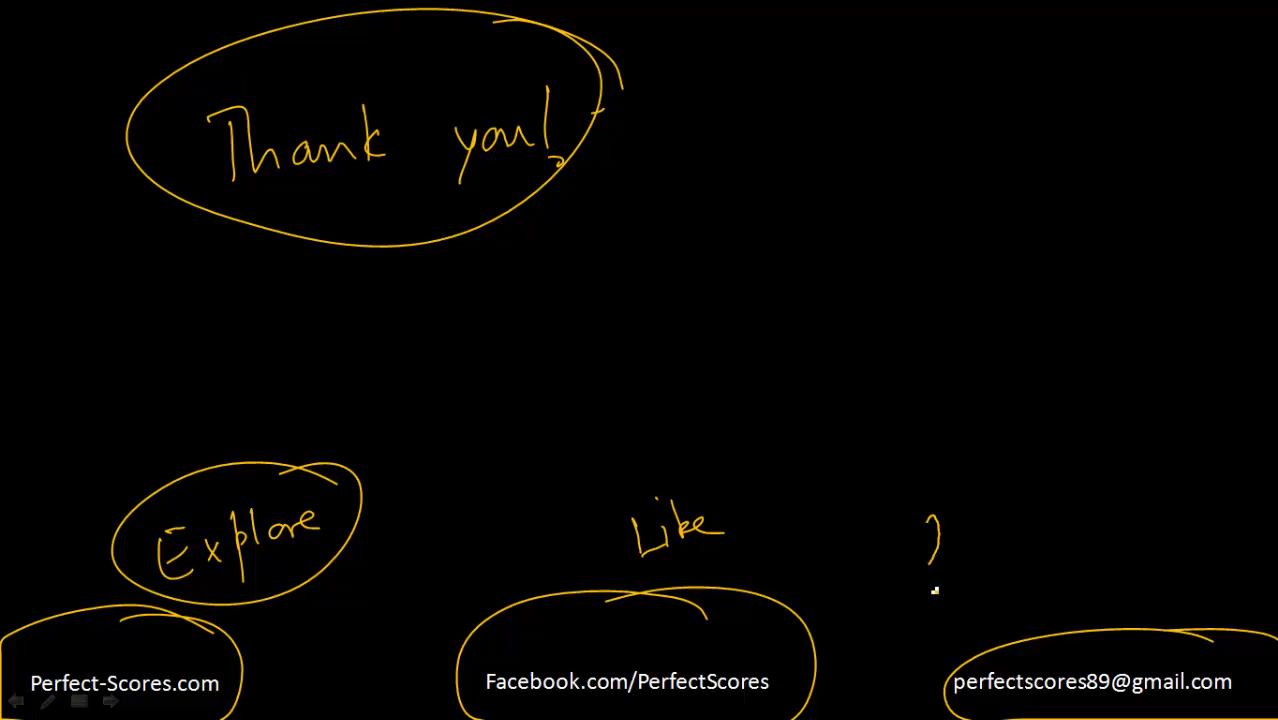 Thank you!
Explore
Like
?
Perfect-Scores.com
Facebook.com/PerfectScores
perfectscores89@gmail.com